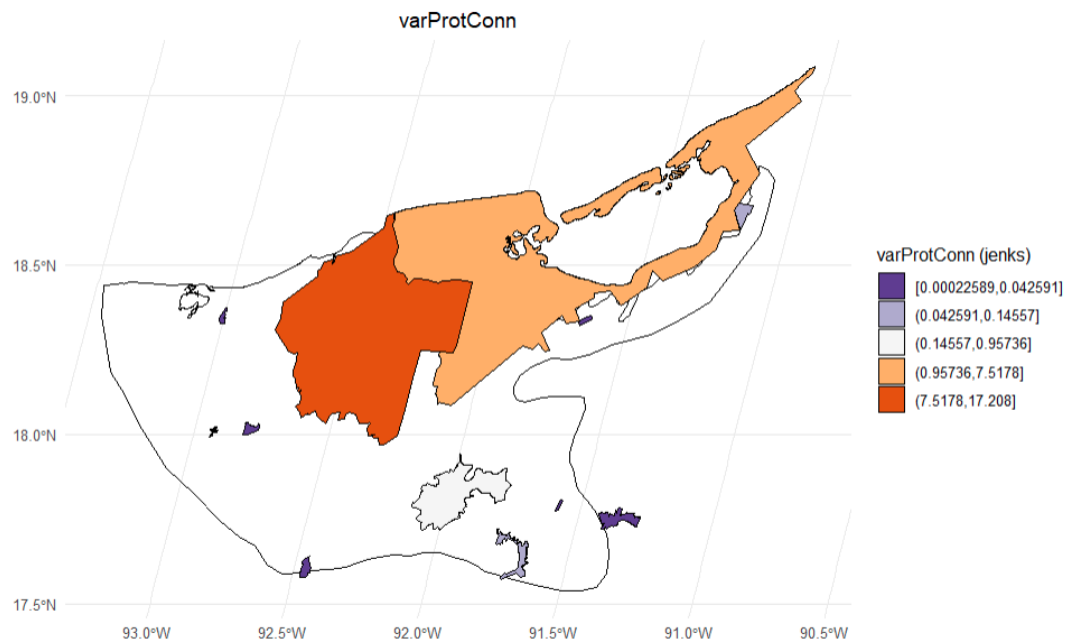 varProtConn
19.0°N
18.5°N
18.0°N
17.5°N
93.0°W
92.5°W
92.0°W
91.5°W
91.0°W
90.5°W
varProtConn (jenks)
[0.00022589,0.042591]
(0.042591,0.14557]
(0.14557,0.95736]
(0.95736,7.5178]
(7.5178,17.208]